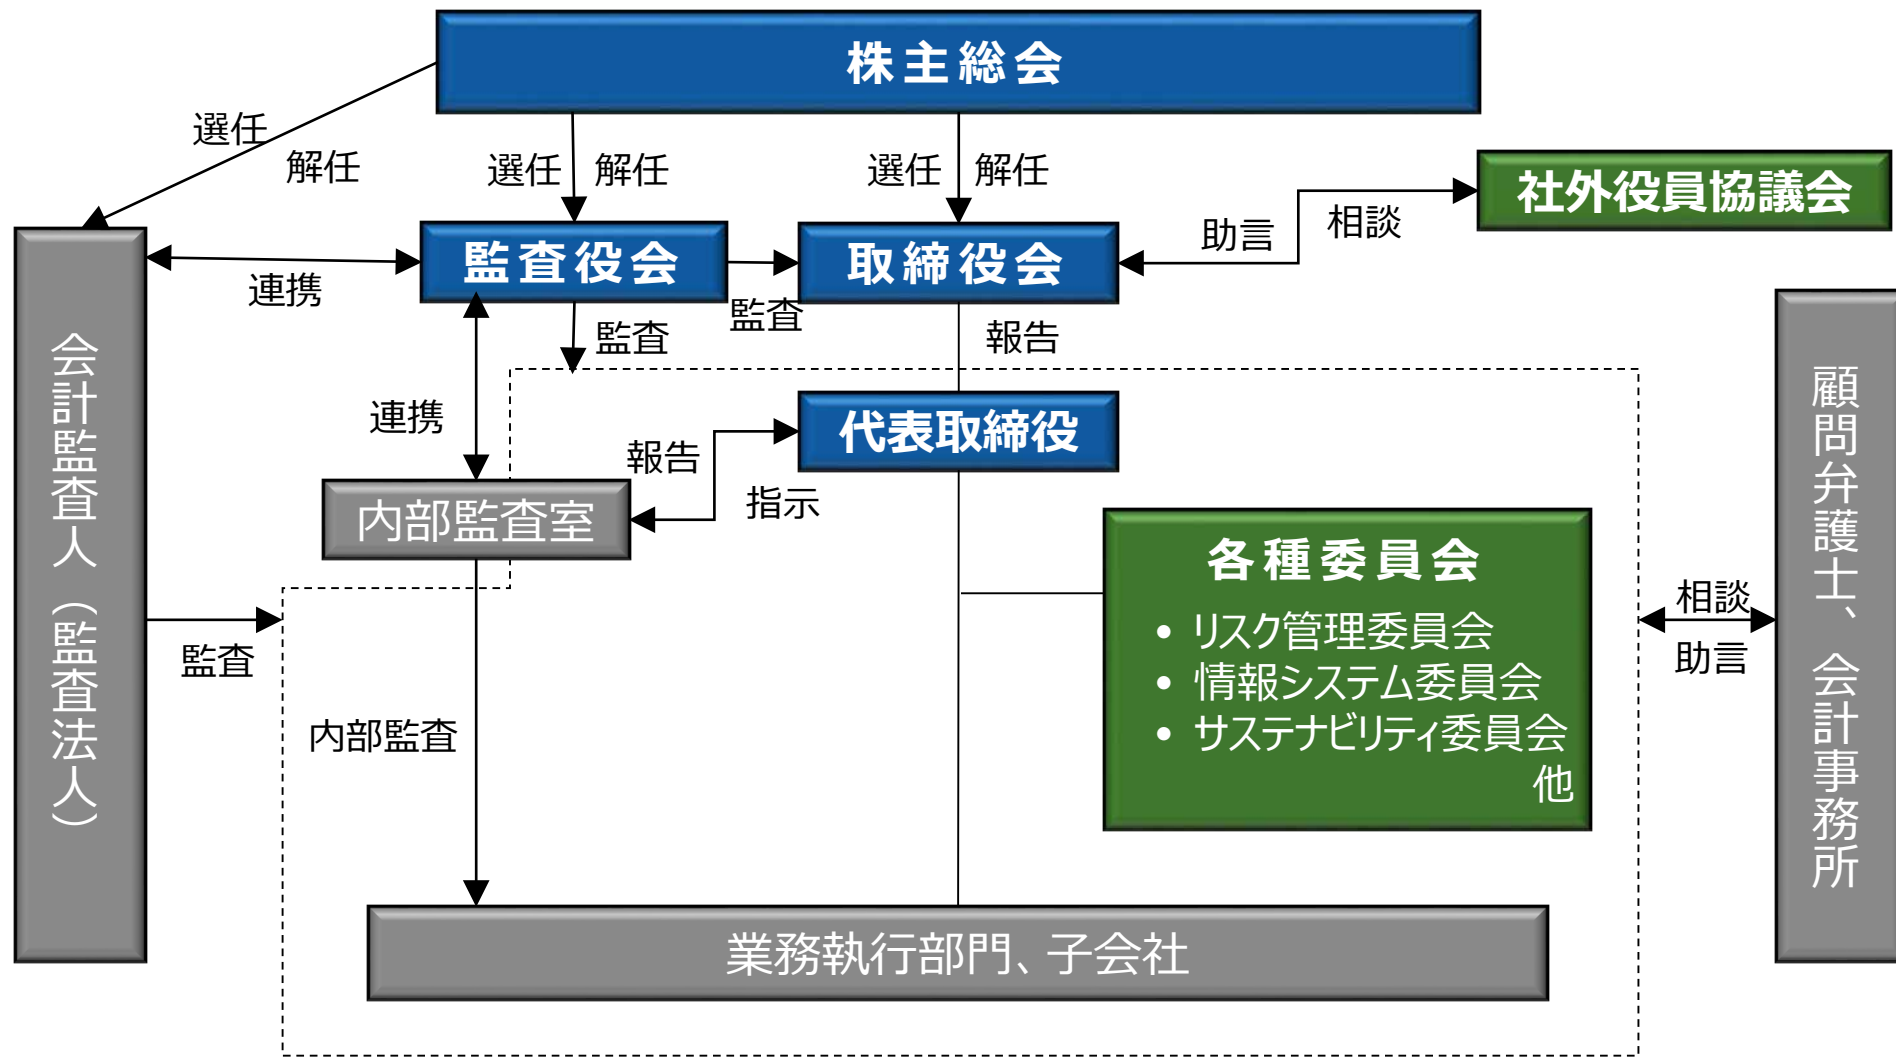 株主総会
選任
解任
選任
解任
選任
解任
社外役員協議会
助言
相談
監査役会
取締役会
連携
監査
監査
報告
会計監査人（監査法人）
顧問弁護士、会計事務所
代表取締役
連携
報告
指示
内部監査室
各種委員会
• リスク管理委員会
• 情報システム委員会
• サステナビリティ委員会
他
相談
助言
監査
内部監査
業務執行部門、子会社